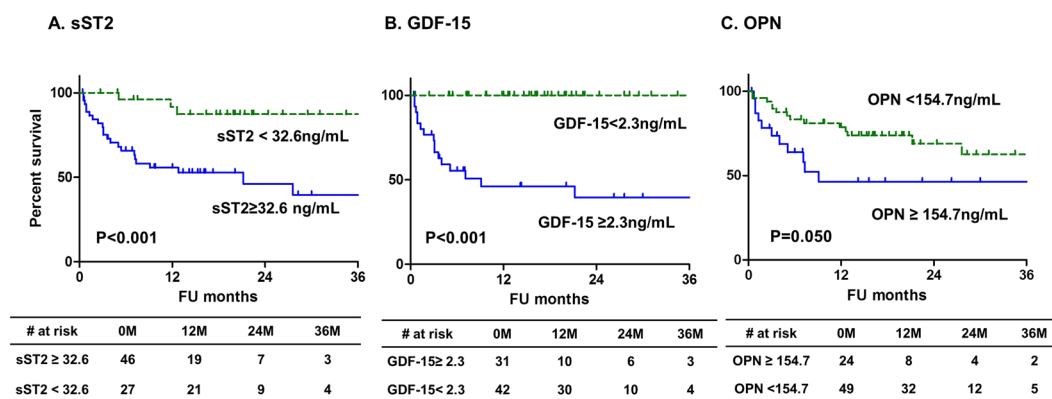 A. sST2
Percent survival
100
50
0
0 12 24 36
FU months
sST2 < 32.6ng/mL
sST2≥32.6 ng/mL
P<0.001
# at risk 0M 12M 24M 36M
sST2 ≥ 32.6 46 19 7 3
sST2 < 32.6 27 21 9 4
B. GDF-15
100
50
0
0 12 24 36
FU months
GDF-15<2.3ng/mL
GDF-15 ≥2.3ng/mL
P<0.001
# at risk 0M 12M 24M 36M
GDF-15≥ 2.3 31 10 6 3
GDF-15< 2.3 42 30 10 4
C. OPN
100
50
0
0 12 24 36
FU months
OPN <154.7ng/mL
OPN ≥ 154.7ng/mL
P=0.050
# at risk 0M 12M 24M 36M
OPN ≥ 154.7 24 8 4 2
OPN <154.7 49 32 12 5